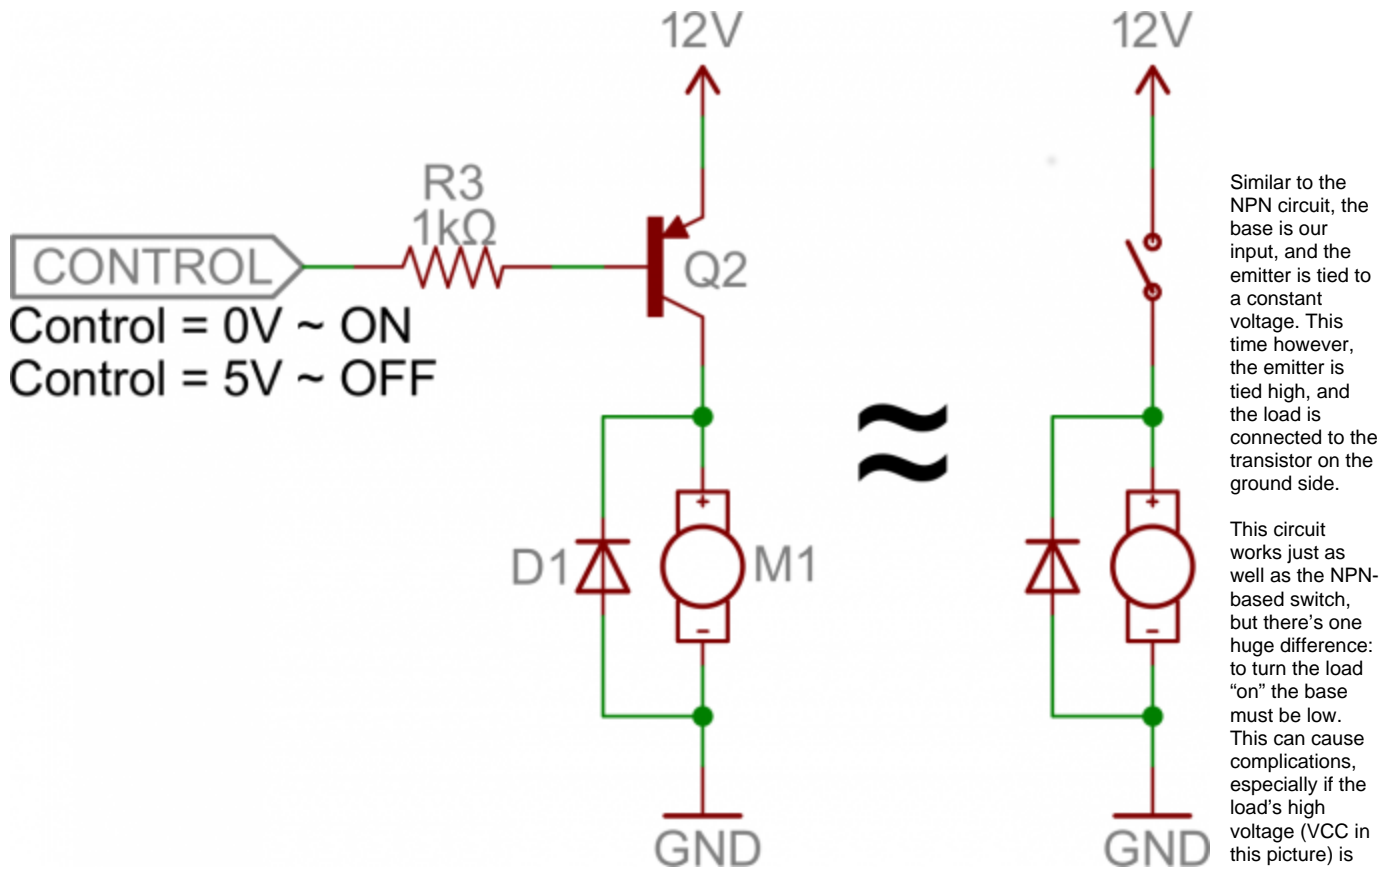 12V
12V
R3
1kΩ
CONTROL
Q2
Control = 0V ~ ON
Control = 5V ~ OFF
≈
+
+
D1
M1
−
−
GND
GND
Similar to the
NPN circuit, the
base is our
input, and the
emitter is tied to
a constant
voltage. This
time however,
the emitter is
tied high, and
the load is
connected to the
transistor on the
ground side.
This circuit
works just as
well as the NPN-
based switch,
but there’s one
huge difference:
to turn the load
“on” the base
must be low.
This can cause
complications,
especially if the
load’s high
voltage (VCC in
this picture) is